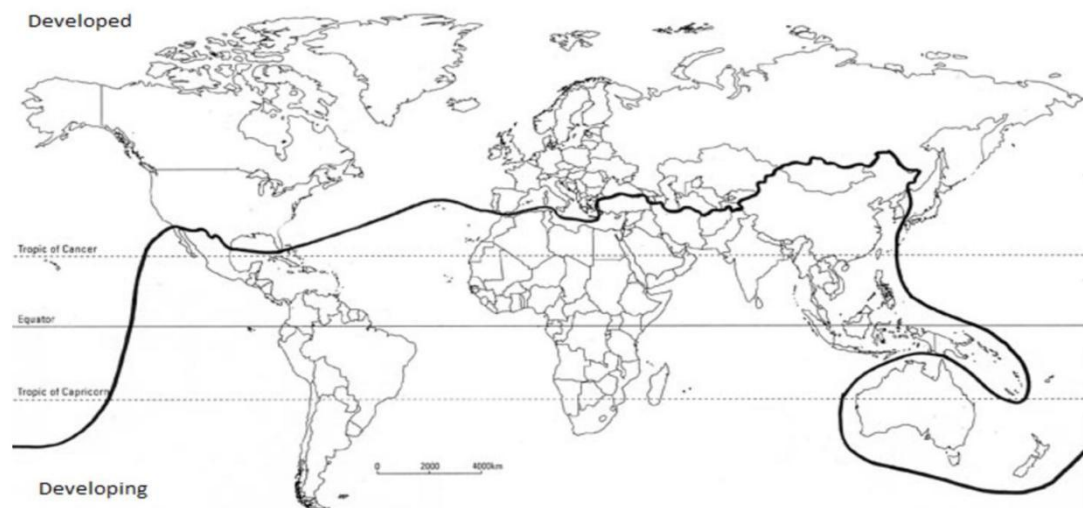 Developed
Tropic of Cancer
Equator
Tropic of Capricorn
0 2000 4000km
Developing